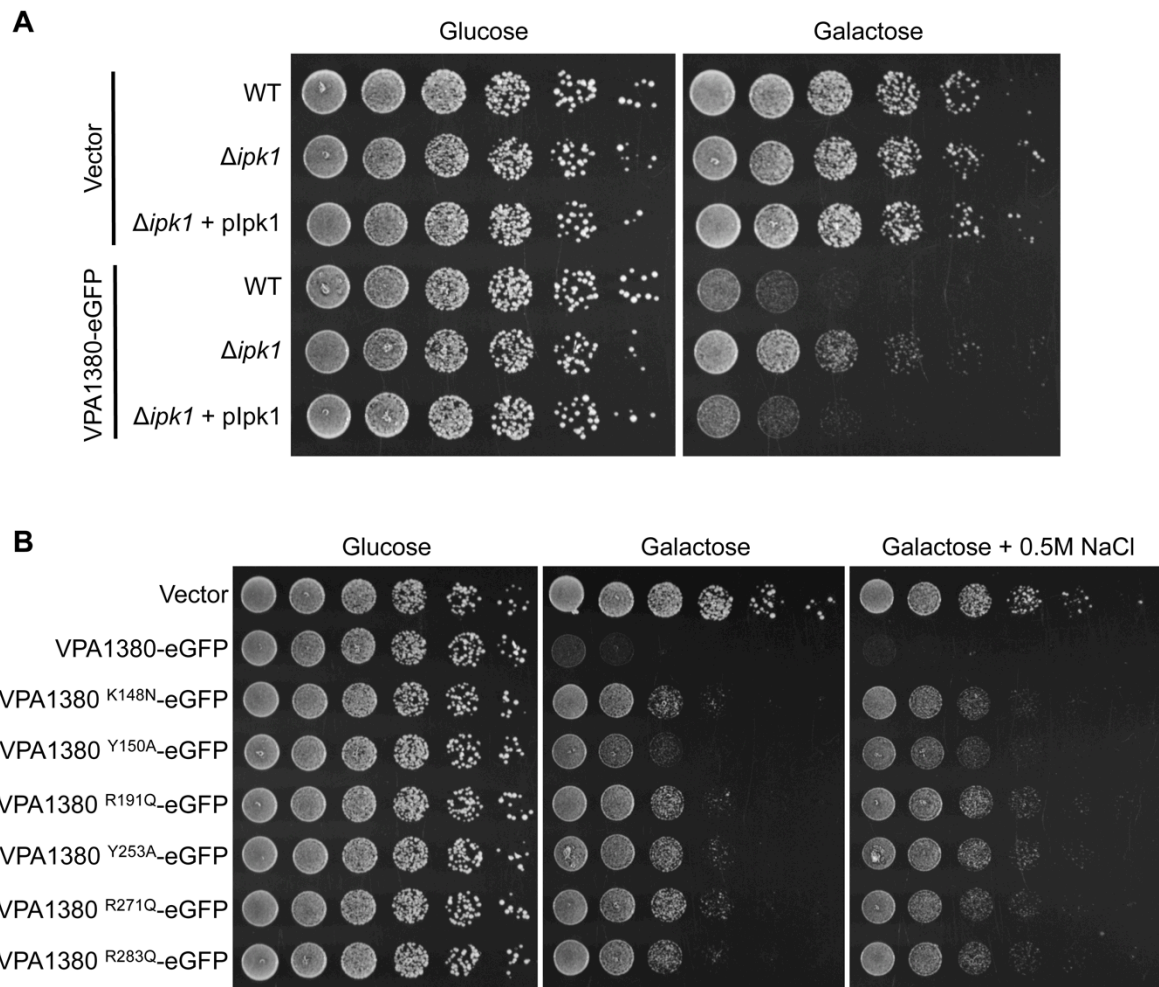 A
Glucose
Galactose
Vector
WT
Δipk1
Δipk1 + pIpk1
VPA1380-eGFP
WT
Δipk1
Δipk1 + pIpk1
B
Glucose
Galactose
Galactose + 0.5M NaCl
Vector
VPA1380-eGFP
VPA1380 K148N-eGFP
VPA1380 Y150A-eGFP
VPA1380 R191Q-eGFP
VPA1380 Y253A-eGFP
VPA1380 R271Q-eGFP
VPA1380 R283Q-eGFP